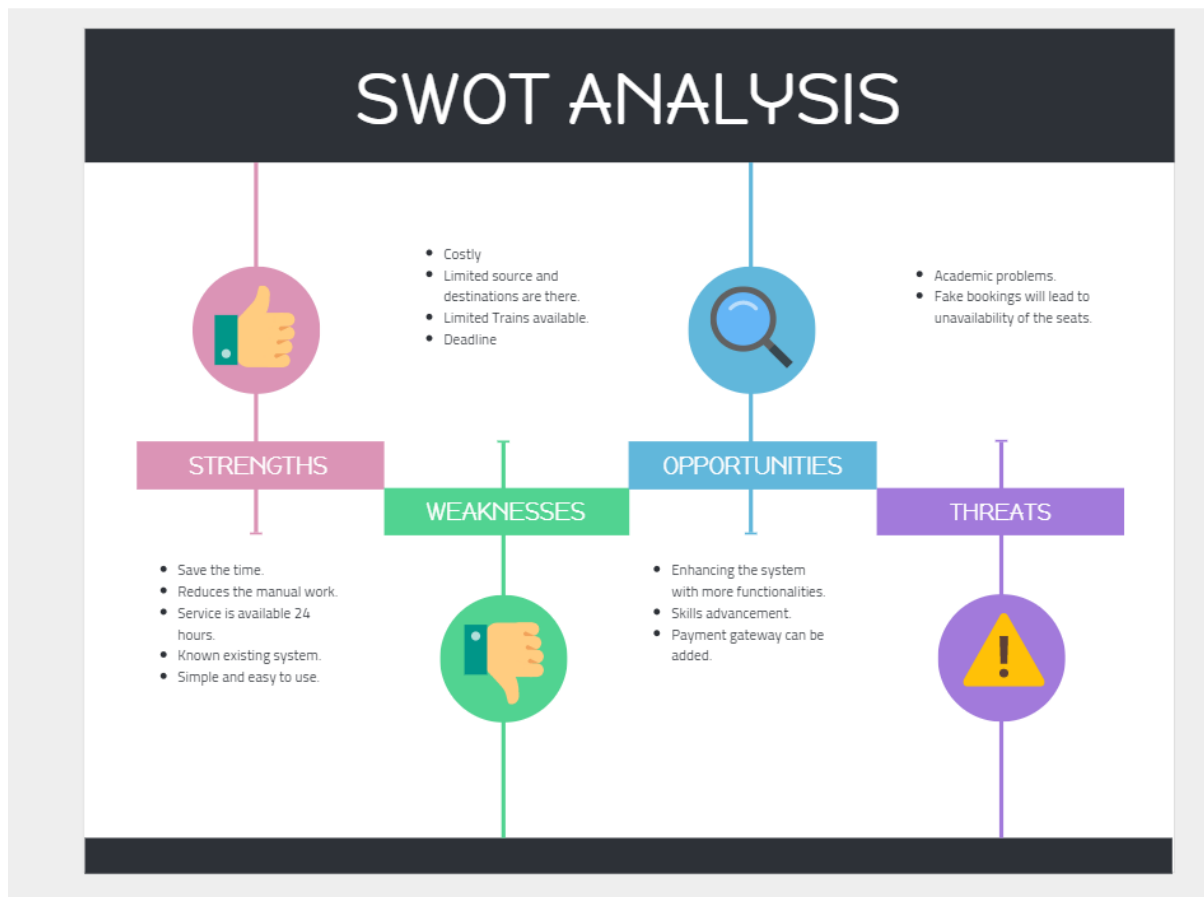 SWOT ANALYSIS
• Costly
• Limited source and
destinations are there.
• Limited Trains available.
• Deadline
• Academic problems.
• Fake bookings will lead to
unavailability of the seats.
STRENGTHS
WEAKNESSES
OPPORTUNITIES
THREATS
• Save the time.
• Reduces the manual work.
• Service is available 24
hours.
• Known existing system.
• Simple and easy to use.
• Enhancing the system
with more functionalities.
• Skills advancement.
• Payment gateway can be
added.